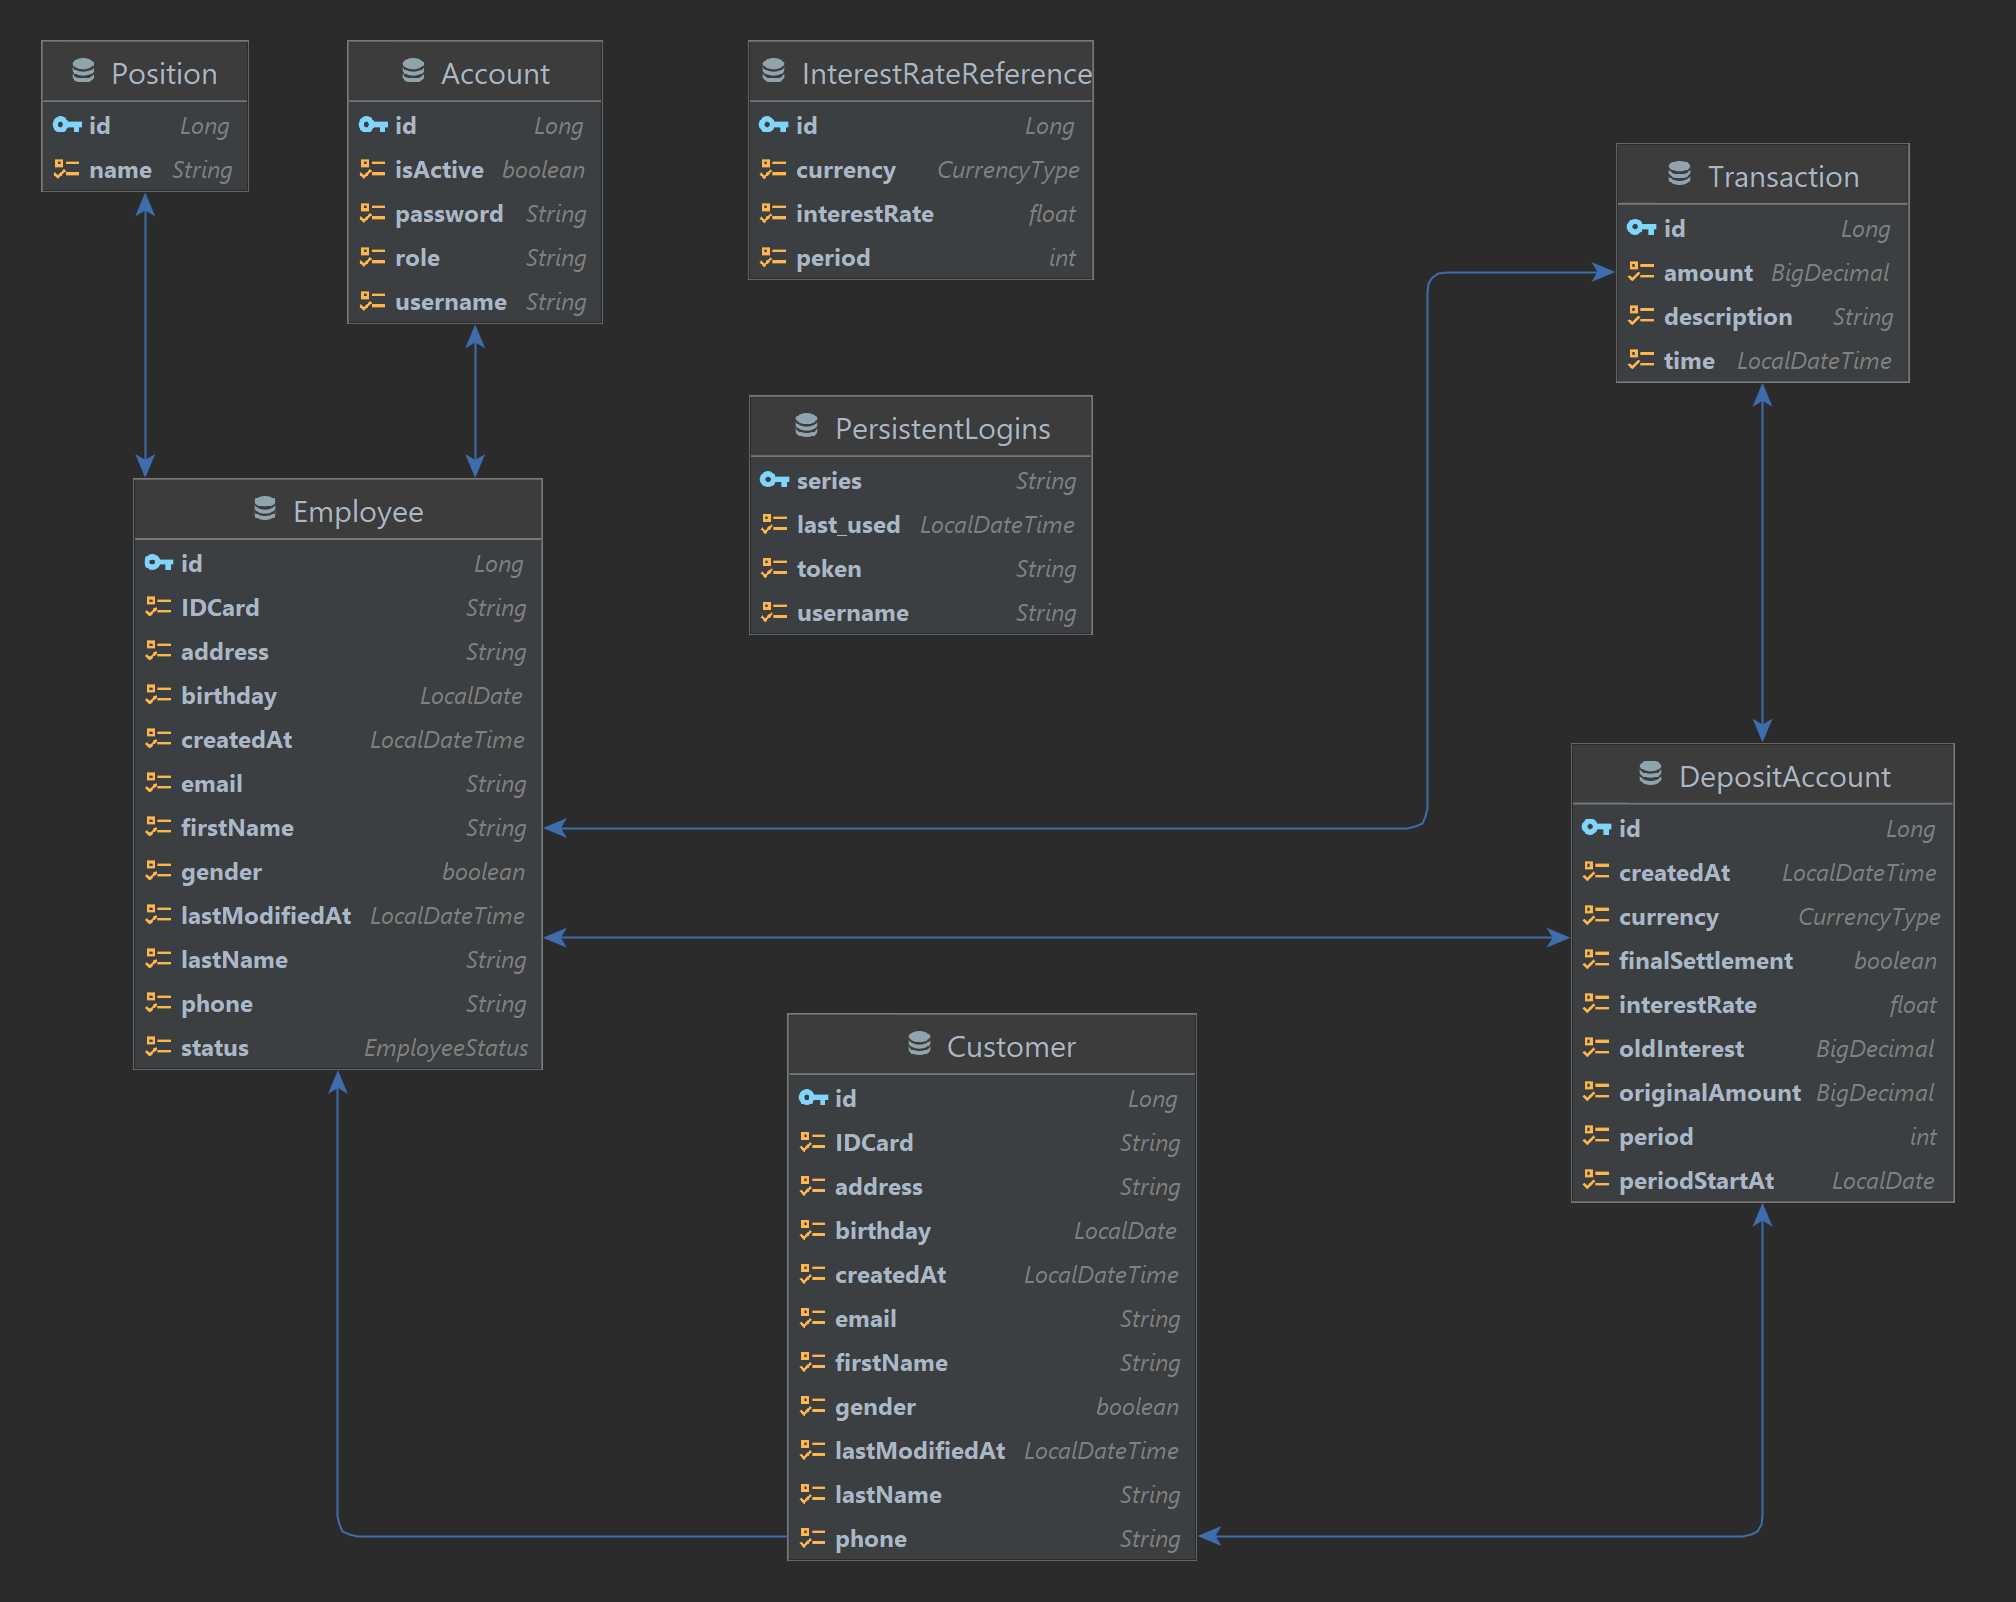 Position
id Long
name String
Account
id Long
isActive boolean
password String
role String
username String
InterestRateReference
id Long
currency CurrencyType
interestRate float
period int
Transaction
id Long
amount BigDecimal
description String
time LocalDateTime
PersistentLogins
series String
last_used LocalDateTime
token String
username String
Employee
id Long
IDCard String
address String
birthday LocalDate
createdAt LocalDateTime
email String
firstName String
gender boolean
lastModifiedAt LocalDateTime
lastName String
phone String
status EmployeeStatus
DepositAccount
id Long
createdAt LocalDateTime
currency CurrencyType
finalSettlement boolean
interestRate float
oldInterest BigDecimal
originalAmount BigDecimal
period int
periodStartAt LocalDate
Customer
id Long
IDCard String
address String
birthday LocalDate
createdAt LocalDateTime
email String
firstName String
gender boolean
lastModifiedAt LocalDateTime
lastName String
phone String